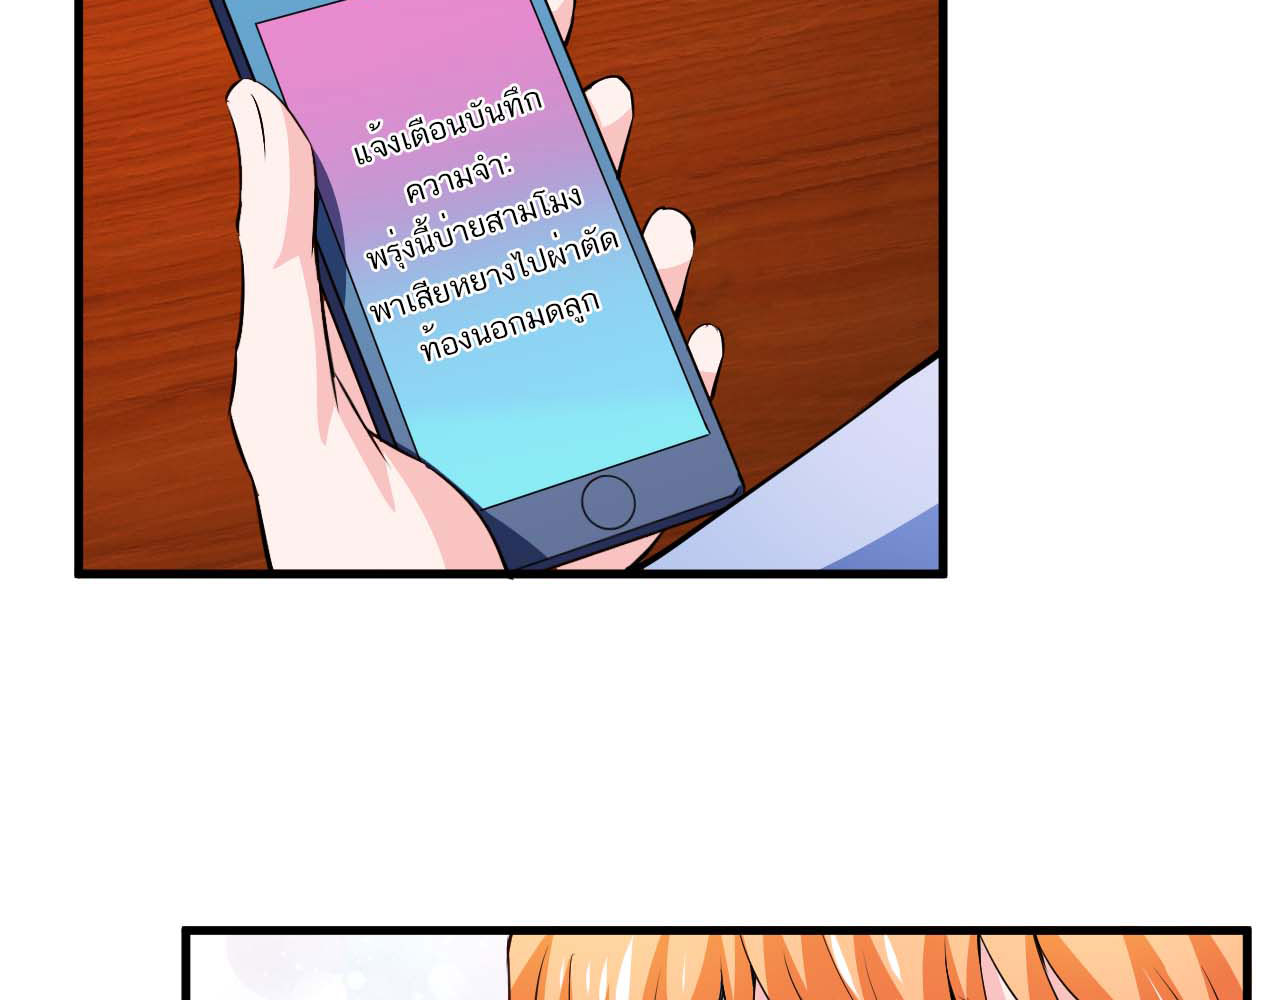 แจ้งเตือนบันทึก
ความจำ:
พรุ่งนี้บ่ายสามโมง
พาเสียหยางไปผ่าตัด
ท้องนอกมดลูก